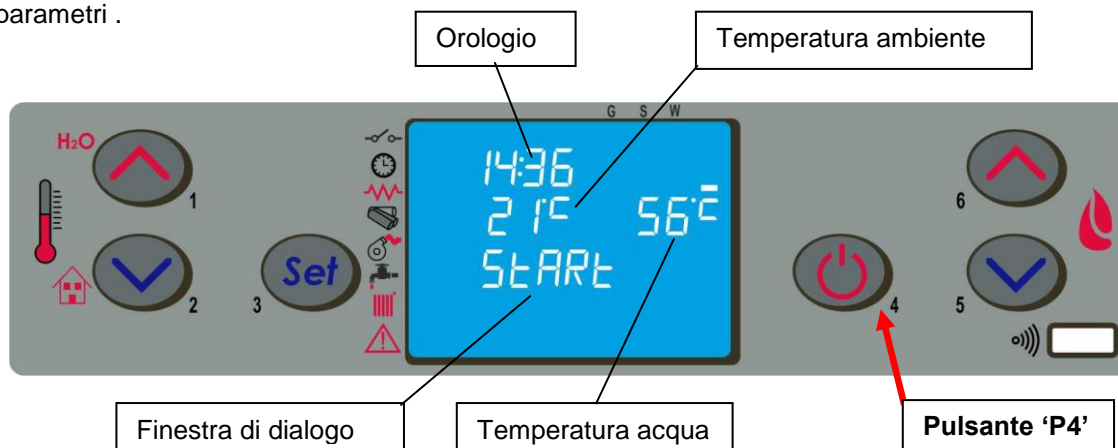 parametri .
Orologio
Temperatura ambiente
G S W
H2O
1
2
3
Set
14:36
21°C
56°C
StARt
4
6
5
Finestra di dialogo
Temperatura acqua
Pulsante ‘P4’